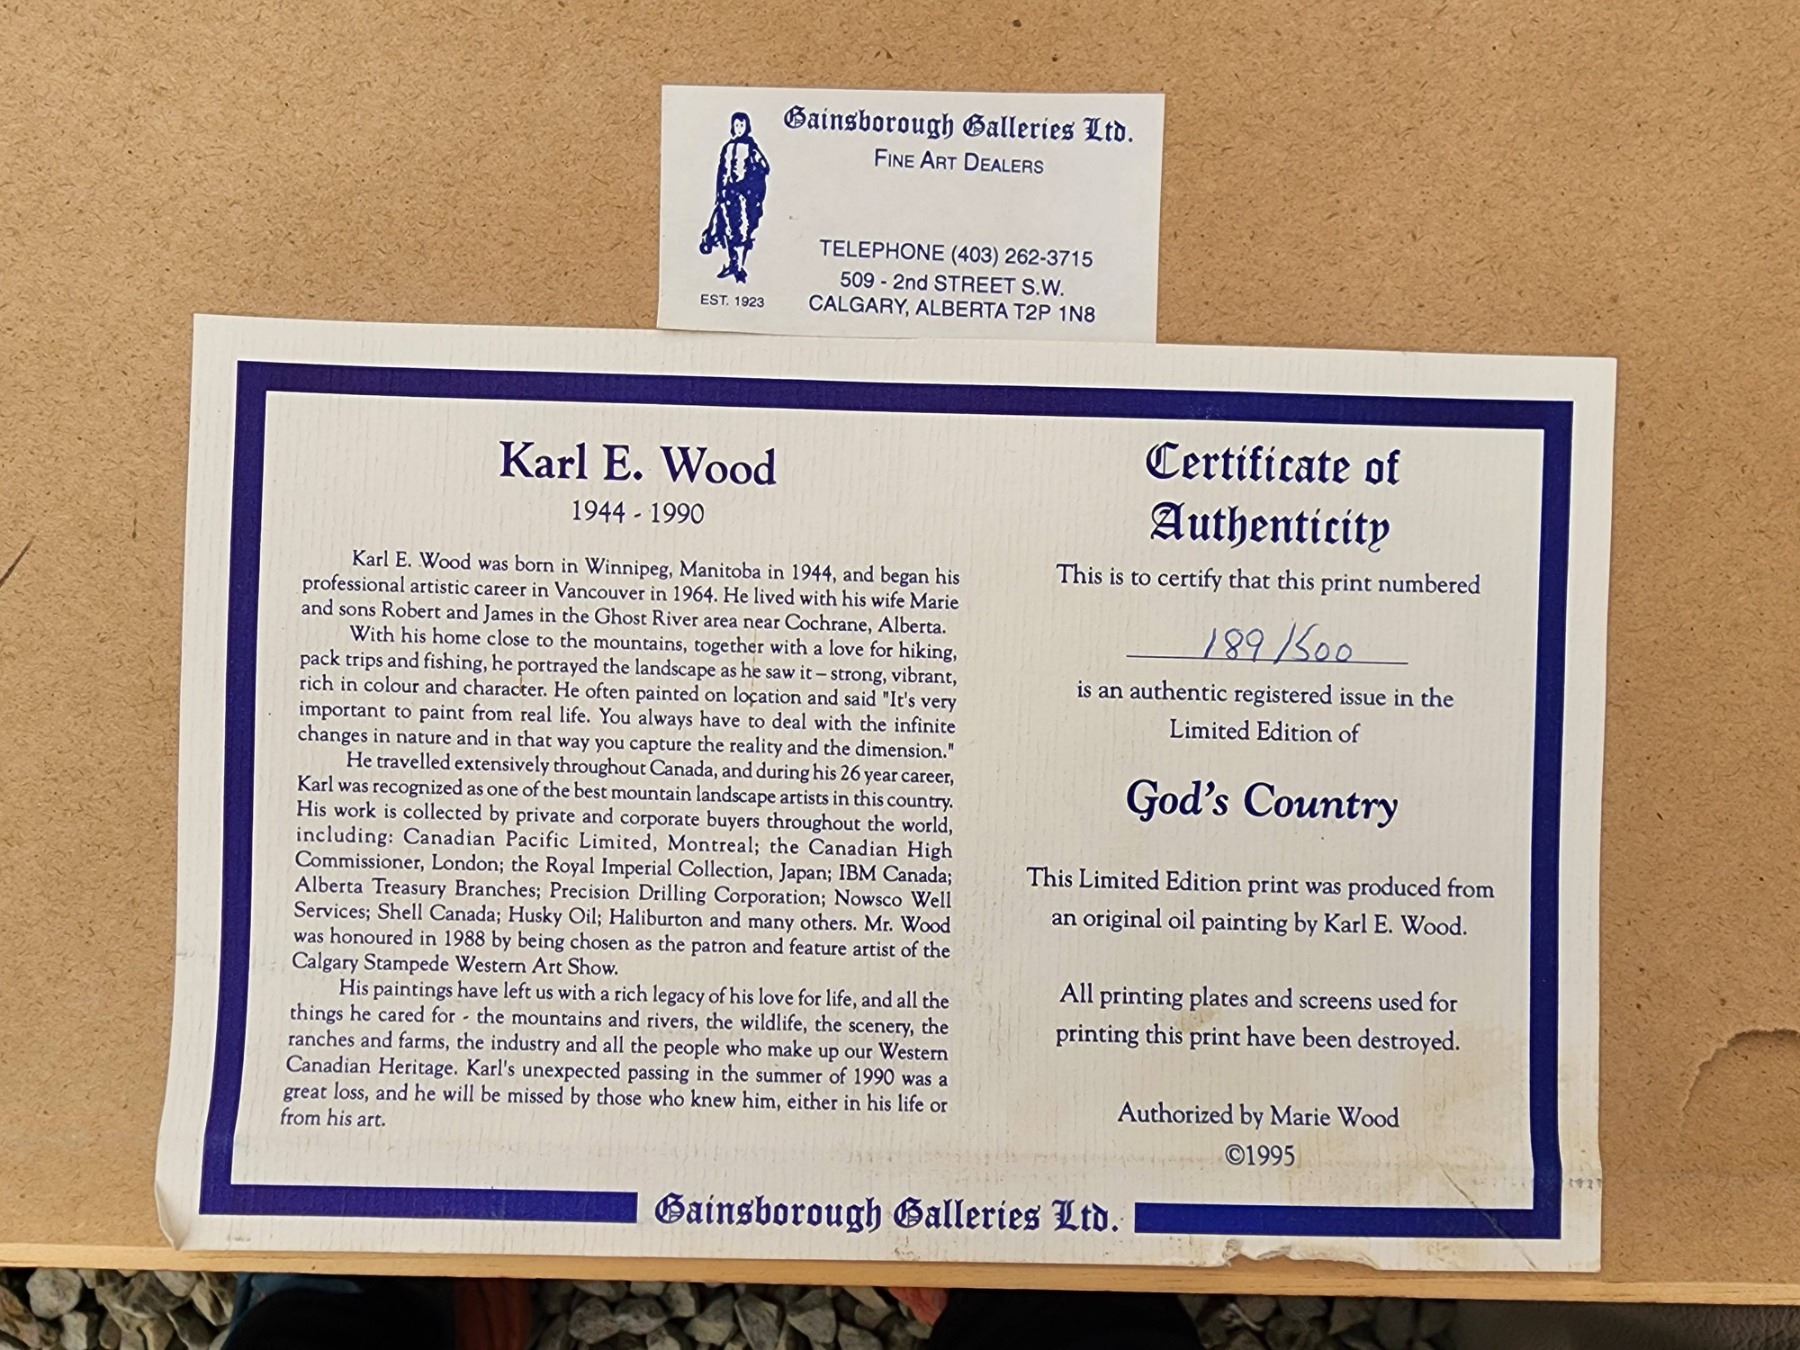 Gainsborough Galleries Ltd.
FINE ART DEALERS
TELEPHONE (403) 262-3715
509 - 2nd STREET S.W.
CALGARY, ALBERTA T2P 1N8
EST. 1923
Karl E. Wood
1944 - 1990
Karl E. Wood was born in Winnipeg, Manitoba in 1944, and began his
professional artistic career in Vancouver in 1964. He lived with his wife Marie
and sons Robert and James in the Ghost River area near Cochrane, Alberta.
With his home close to the mountains, together with a love for hiking,
pack trips and fishing, he portrayed the landscape as he saw it – strong, vibrant,
rich in colour and character. He often painted on location and said "It's very
important to paint from real life. You always have to deal with the infinite
changes in nature and in that way you capture the reality and the dimension."
He travelled extensively throughout Canada, and during his 26 year career,
Karl was recognized as one of the best mountain landscape artists in this country.
His work is collected by private and corporate buyers throughout the world,
including: Canadian Pacific Limited, Montreal; the Canadian High
Commissioner, London; the Royal Imperial Collection, Japan; IBM Canada;
Alberta Treasury Branches; Precision Drilling Corporation; Nowsco Well
Services; Shell Canada; Husky Oil; Haliburton and many others. Mr. Wood
was honoured in 1988 by being chosen as the patron and feature artist of the
Calgary Stampede Western Art Show.
His paintings have left us with a rich legacy of his love for life, and all the
things he cared for - the mountains and rivers, the wildlife, the scenery, the
ranches and farms, the industry and all the people who make up our Western
Canadian Heritage. Karl's unexpected passing in the summer of 1990 was a
great loss, and he will be missed by those who knew him, either in his life or
from his art.
Certificate of
Authenticity
This is to certify that this print numbered
189/500
is an authentic registered issue in the
Limited Edition of
God's Country
This Limited Edition print was produced from
an original oil painting by Karl E. Wood.
All printing plates and screens used for
printing this print have been destroyed.
Authorized by Marie Wood
©1995
Gainsborough Galleries Ltd.